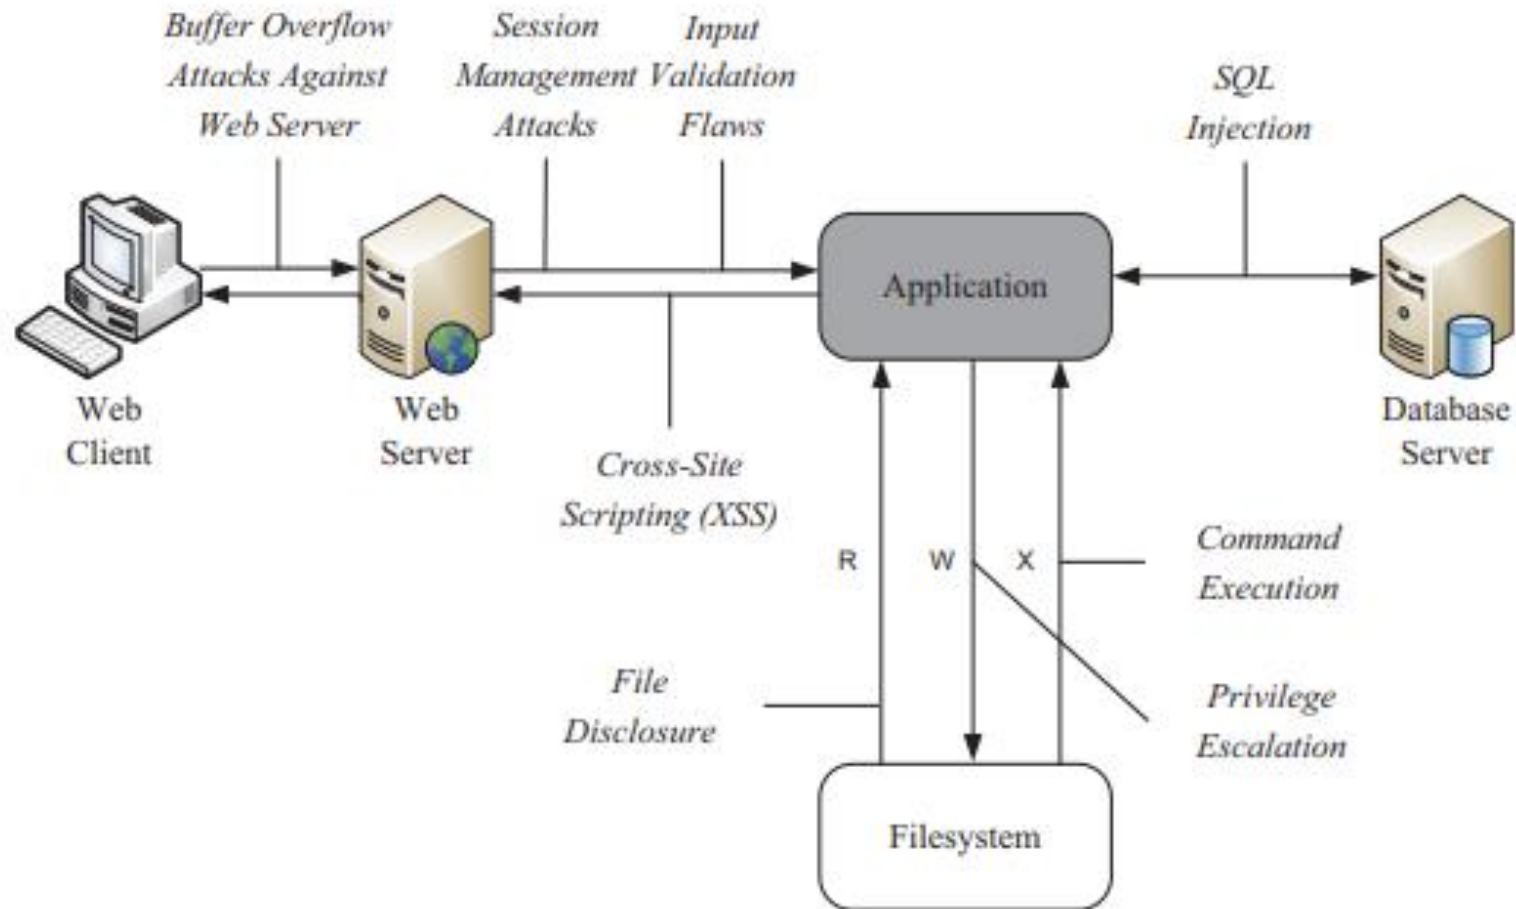 Buffer Overflow
Attacks Against
Web Server
Session
Management
Attacks
Input
Validation
Flaws
SQL
Injection
Application
Web
Client
Web
Server
Database
Server
Cross-Site
Scripting (XSS)
R
W
X
Command
Execution
File
Disclosure
Privilege
Escalation
Filesystem